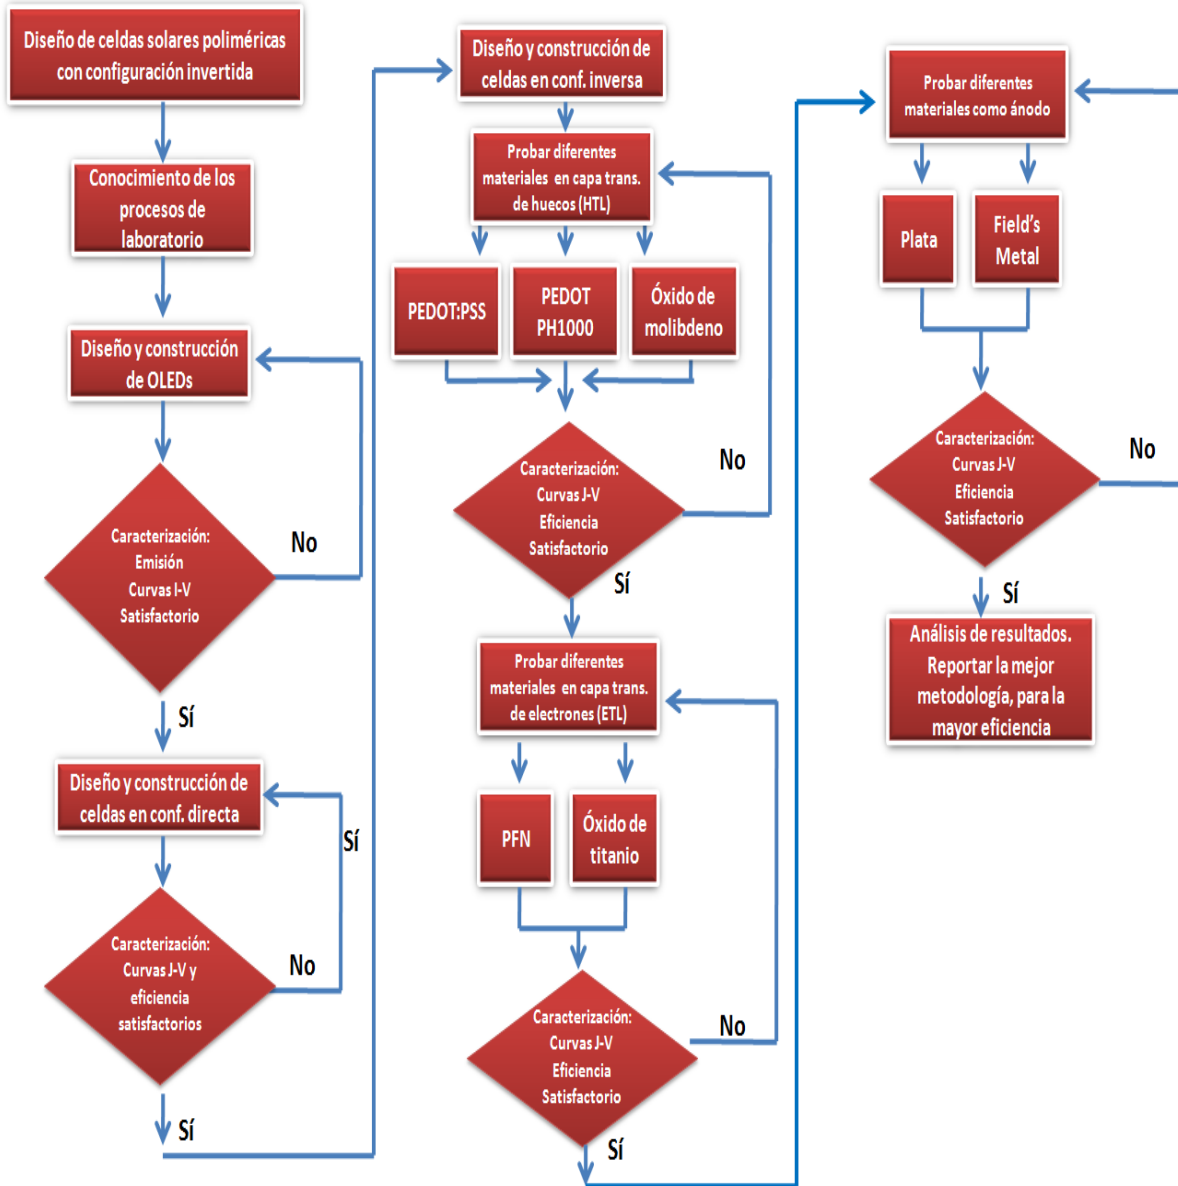 Diseño de celdas solares poliméricas
con configuración invertida
Conocimiento de los
procesos de
laboratorio
Diseño y construcción
de OLEDs
Caracterización:
Emisión
Curvas I-V
Satisfactorio
No
Sí
Diseño y construcción de
celdas en conf. directa
Sí
Caracterización:
Curvas J-V y
eficiencia
satisfactorios
No
Sí
Diseño y construcción de
celdas en conf. inversa
Probar diferentes
materiales en capa trans.
de huecos (HTL)
PEDOT:PSS
PEDOT
PH1000
Óxido de
molibdeno
Caracterización:
Curvas J-V
Eficiencia
Satisfactorio
No
Sí
Probar diferentes
materiales en capa trans.
de electrones (ETL)
PFN
Óxido de
titanio
Caracterización:
Curvas J-V
Eficiencia
Satisfactorio
No
Sí
Probar diferentes
materiales como ánodo
Plata
Field's
Metal
Caracterización:
Curvas J-V
Eficiencia
Satisfactorio
No
Sí
Análisis de resultados.
Reportar la mejor
metodología, para la
mayor eficiencia